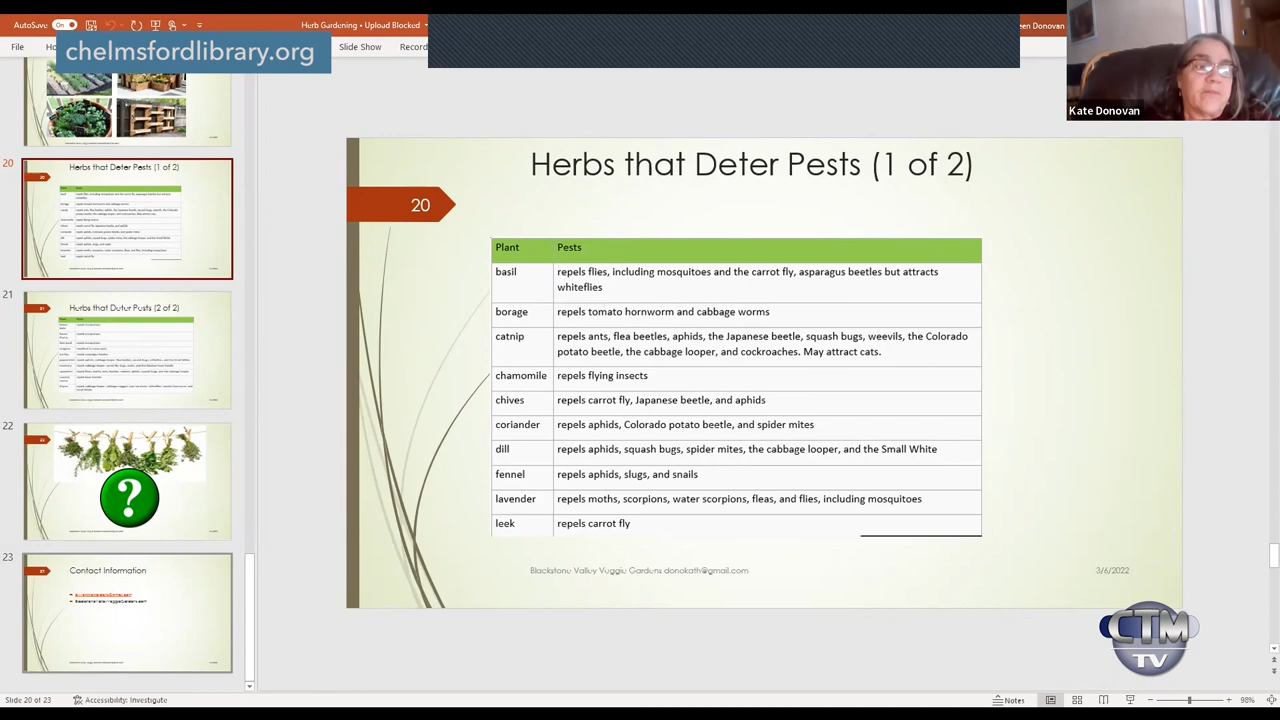 AutoSave
On
Herb Gardening • Upload Blocked
een Donovan
File
Slide Show
Record
chelmsfordlibrary.org
Kate Donovan
20
Herbs that Deter Pests (1 of 2)
21
Herbs that Deter Pests (2 of 2)
22
?
23
Contact Information
Herbs that Deter Pests (1 of 2)
20
Plant Pests
basil repels flies, including mosquitoes and the carrot fly, asparagus beetles but attracts
whiteflies
borage repels tomato hornworm and cabbage worms
catnip repels ants, flea beetles, aphids, the Japanese beetle, squash bugs, weevils, the Colorado
potato beetle, the cabbage looper, and cockroaches. May attract cats.
chamomile repels flying insects
chives repels carrot fly, Japanese beetle, and aphids
coriander repels aphids, Colorado potato beetle, and spider mites
dill repels aphids, squash bugs, spider mites, the cabbage looper, and the Small White
fennel repels aphids, slugs, and snails
lavender repels moths, scorpions, water scorpions, fleas, and flies, including mosquitoes
leek repels carrot fly
Blackstone Valley Veggie Gardens donokath@gmail.com 3/6/2022
CTM
TV
Slide 20 of 23 Accessibility: Investigate Notes 98%